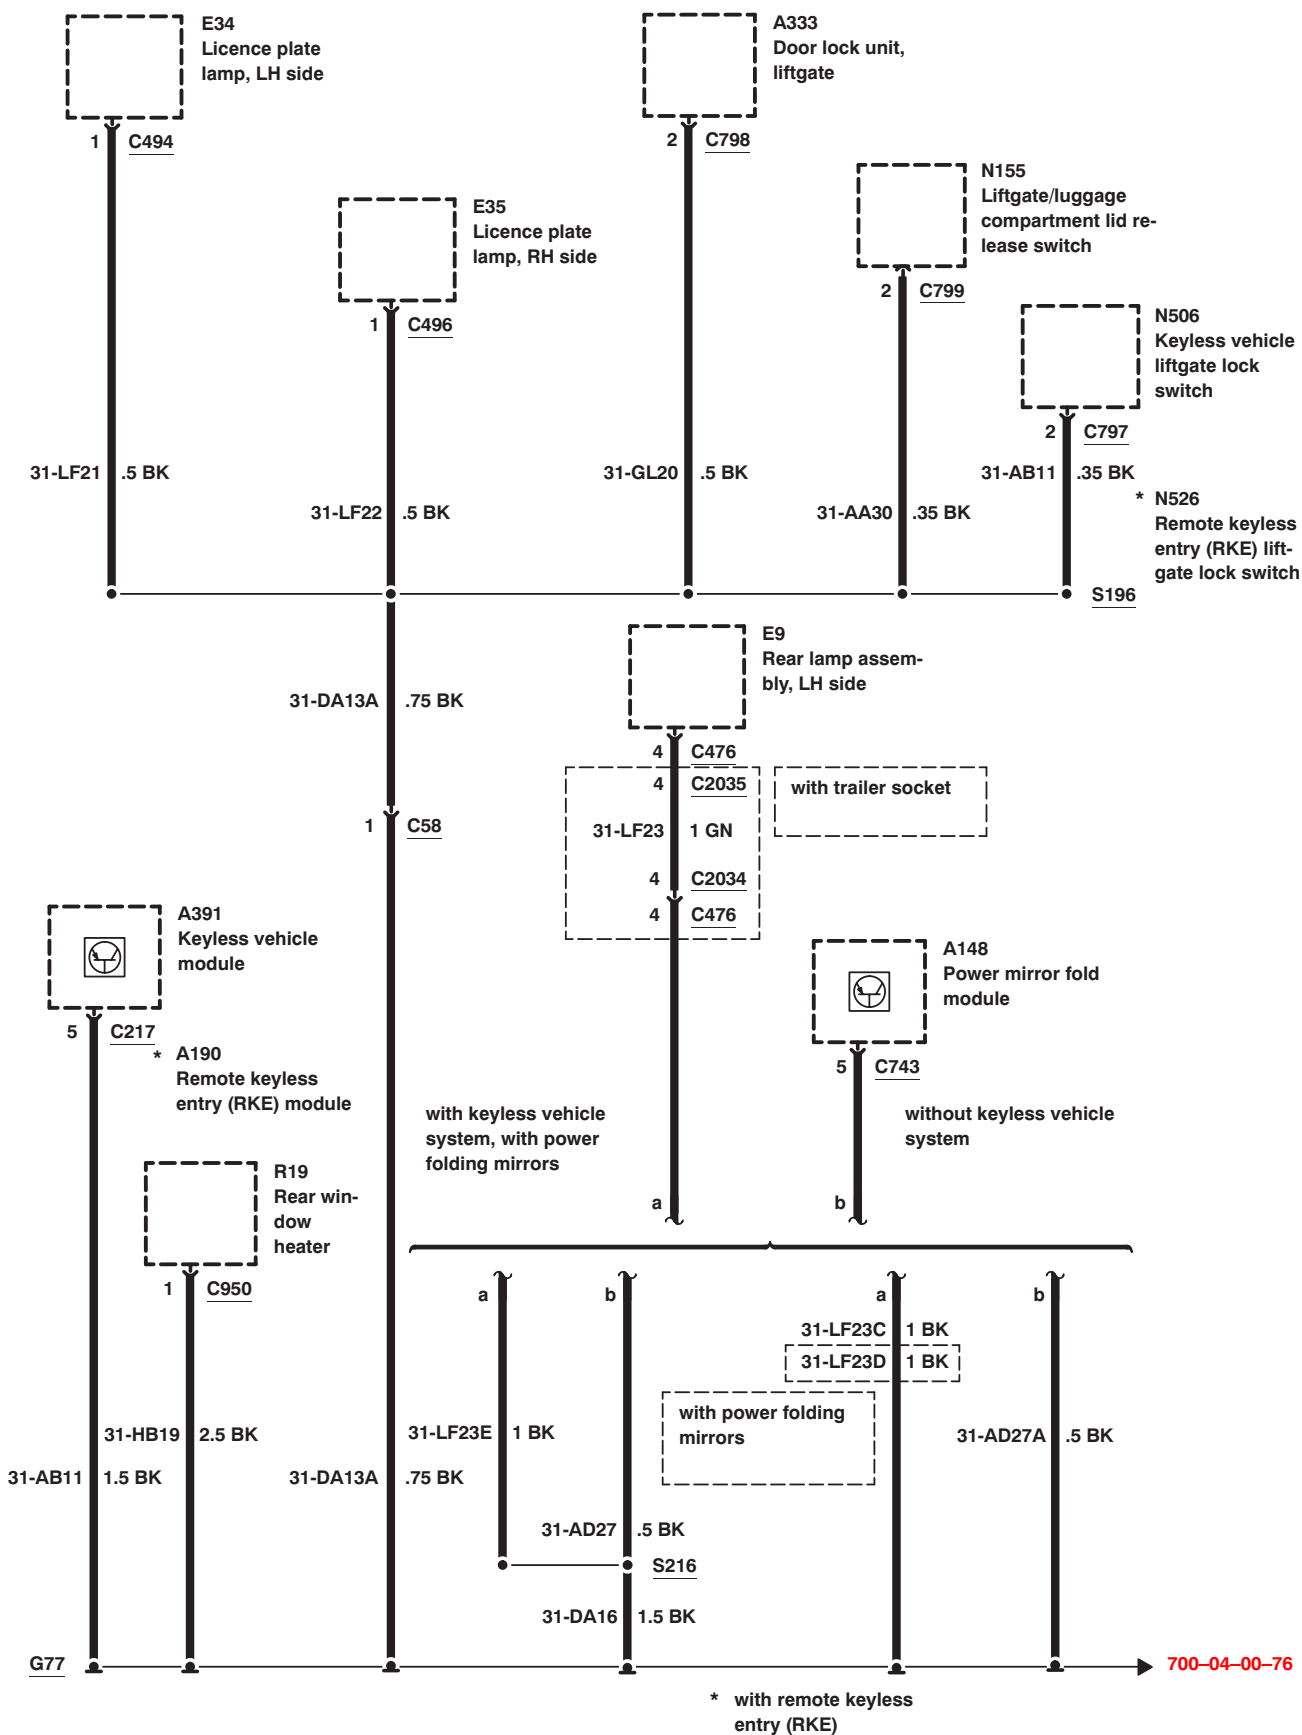 E34
Licence plate
lamp, LH side
1 C494
A333
Door lock unit,
liftgate
2 C798
N155
Liftgate/luggage
compartment lid re-
lease switch
2 C799
E35
Licence plate
lamp, RH side
1 C496
N506
Keyless vehicle
liftgate lock
switch
2 C797
31-LF21 .5 BK
31-LF22 .5 BK
31-GL20 .5 BK
31-AA30 .35 BK
31-AB11 .35 BK
* N526
Remote keyless
entry (RKE) lift-
gate lock switch
S196
E9
Rear lamp assem-
bly, LH side
31-DA13A .75 BK
4 C476
4 C2035
with trailer socket
31-LF23 1 GN
4 C2034
4 C476
1 C58
A391
Keyless vehicle
module
5 C217
* A190
Remote keyless
entry (RKE) module
A148
Power mirror fold
module
5 C743
with keyless vehicle
system, with power
folding mirrors
without keyless vehicle
system
a
b
R19
Rear win-
dow
heater
1 C950
a
b
a
b
31-LF23C 1 BK
31-LF23D 1 BK
with power folding
mirrors
31-HB19 2.5 BK
31-LF23E 1 BK
31-AD27A .5 BK
31-AB11 1.5 BK
31-DA13A .75 BK
31-AD27 .5 BK
S216
31-DA16 1.5 BK
G77
700–04–00–76
* with remote keyless
entry (RKE)